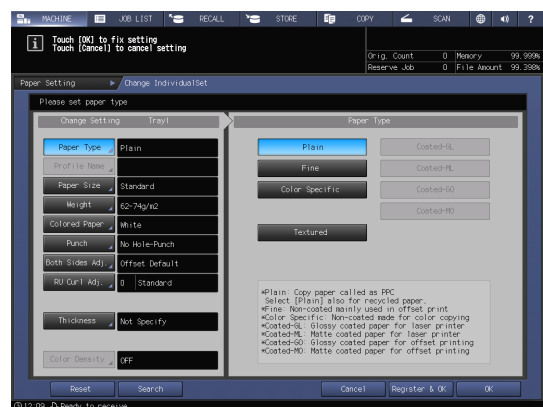 MACHINE JOB LIST RECALL STORE COPY SCAN ?
Touch [OK] to fix setting
Touch [Cancel] to cancel setting
Orig. Count 0 Memory 99.999%
Reserve Job 0 File Amount 99.390%
Paper Setting Change IndividualSet
Please set paper type
Change Setting Tray1
Paper Type
Paper Type Plain
Profile Name
Paper Size Standard
Weight 62-74g/m2
Colored Paper White
Punch No Hole-Punch
Both Sides Adj. Offset Default
RU Curl Adj. 0 Standard
Thickness Not Specify
Color Density OFF
Plain Coated-GL
Fine Coated-ML
Color Specific Coated-GO
Coated-MO
Textured
*Plain: Copy paper called as PPC
Select [Plain] also for recycled paper.
*Fine: Non-coated mainly used in offset print
*Color Specific: Non-coated made for color copying
*Coated-GL: Glossy coated paper for laser printer
*Coated-ML: Matte coated paper for laser printer
*Coated-GO: Glossy coated paper for offset printing
*Coated-MO: Matte coated paper for offset printing
Reset Search Cancel Register & OK OK
12:09 Ready to receive